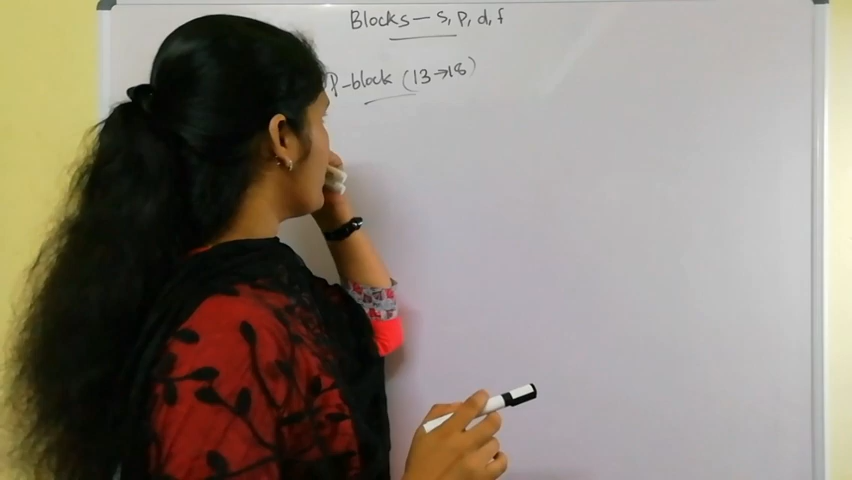 Blocks - s, p, d, f
P-block (13→18)